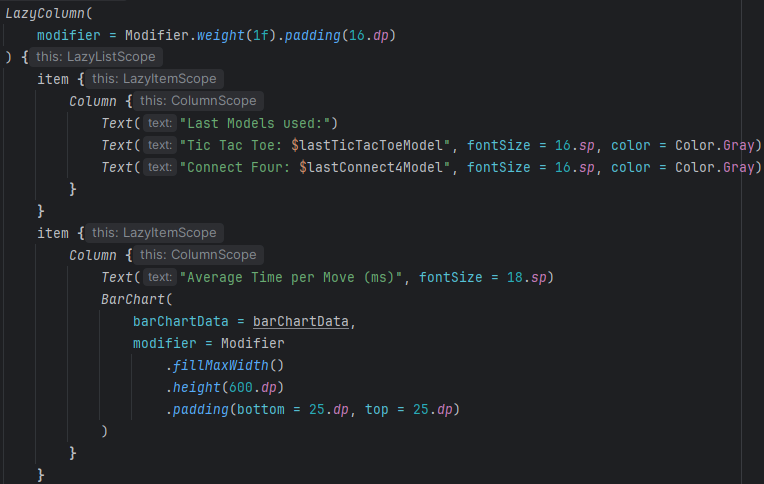 LazyColumn(
    modifier = Modifier.weight(1f).padding(16.dp)
) { this: LazyListScope
    item { this: LazyItemScope
        Column { this: ColumnScope
            Text( text: "Last Models used:")
            Text( text: "Tic Tac Toe: $lastTicTacToeModel", fontSize = 16.sp, color = Color.Gray)
            Text( text: "Connect Four: $lastConnect4Model", fontSize = 16.sp, color = Color.Gray)
        }
    }
    item { this: LazyItemScope
        Column { this: ColumnScope
            Text( text: "Average Time per Move (ms)", fontSize = 18.sp)
            BarChart(
                barChartData = barChartData,
                modifier = Modifier
                    .fillMaxWidth()
                    .height(600.dp)
                    .padding(bottom = 25.dp, top = 25.dp)
            )
        }
    }